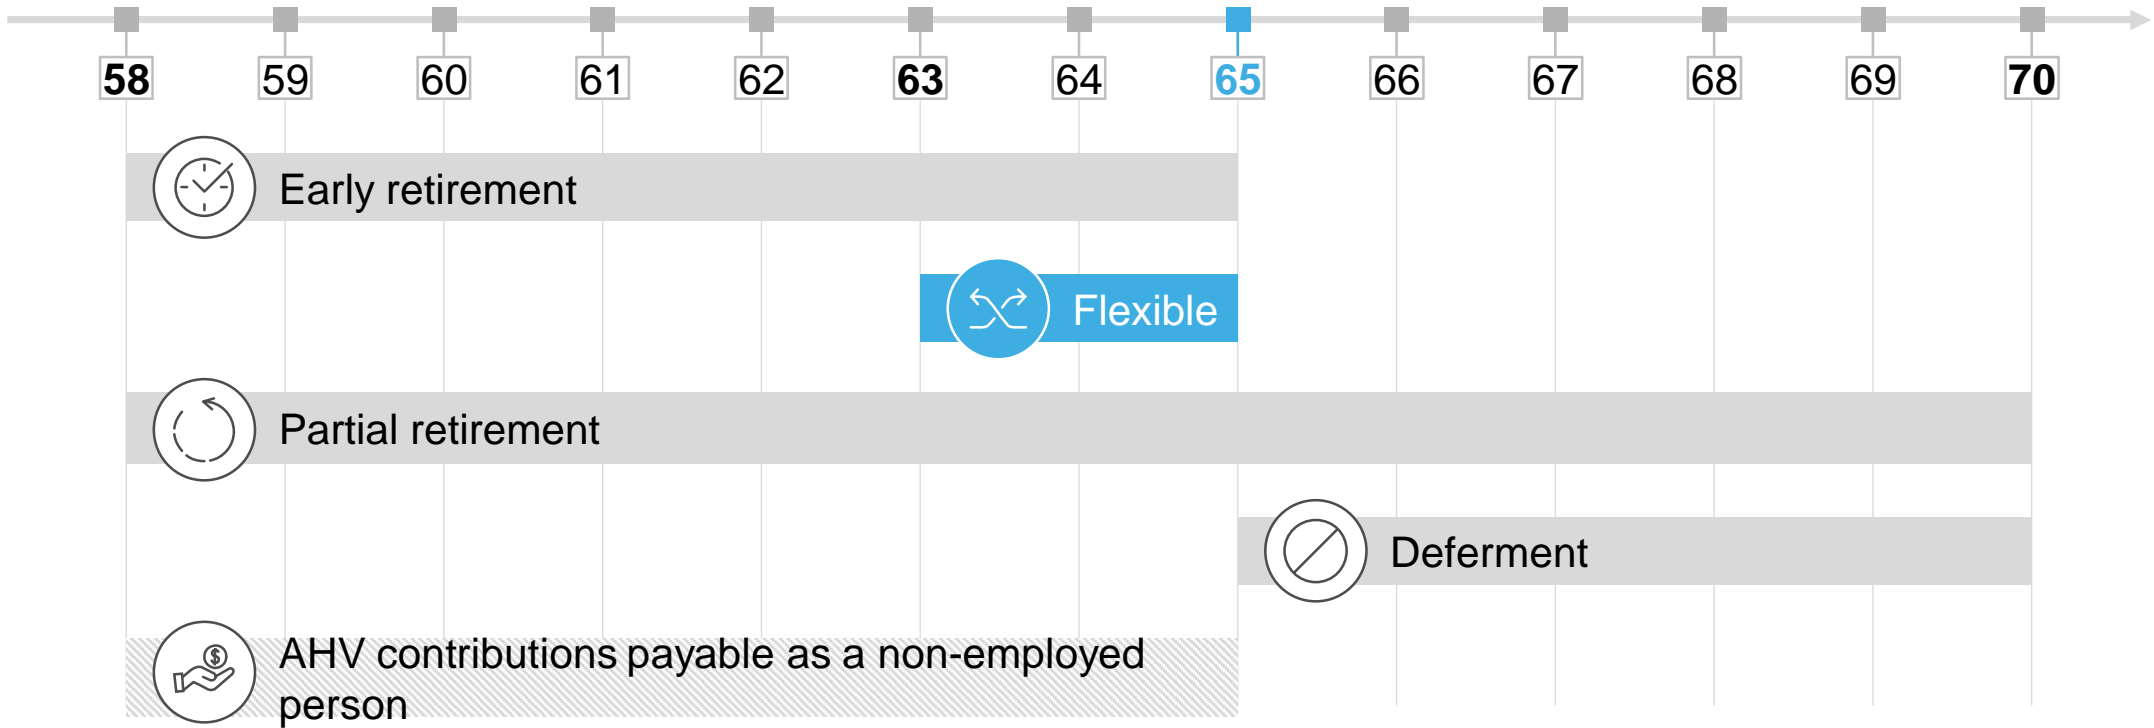 58 59 60 61 62 63 64 65 66 67 68 69 70
Early retirement
Flexible
Partial retirement
Deferment
AHV contributions payable as a non-employed
person